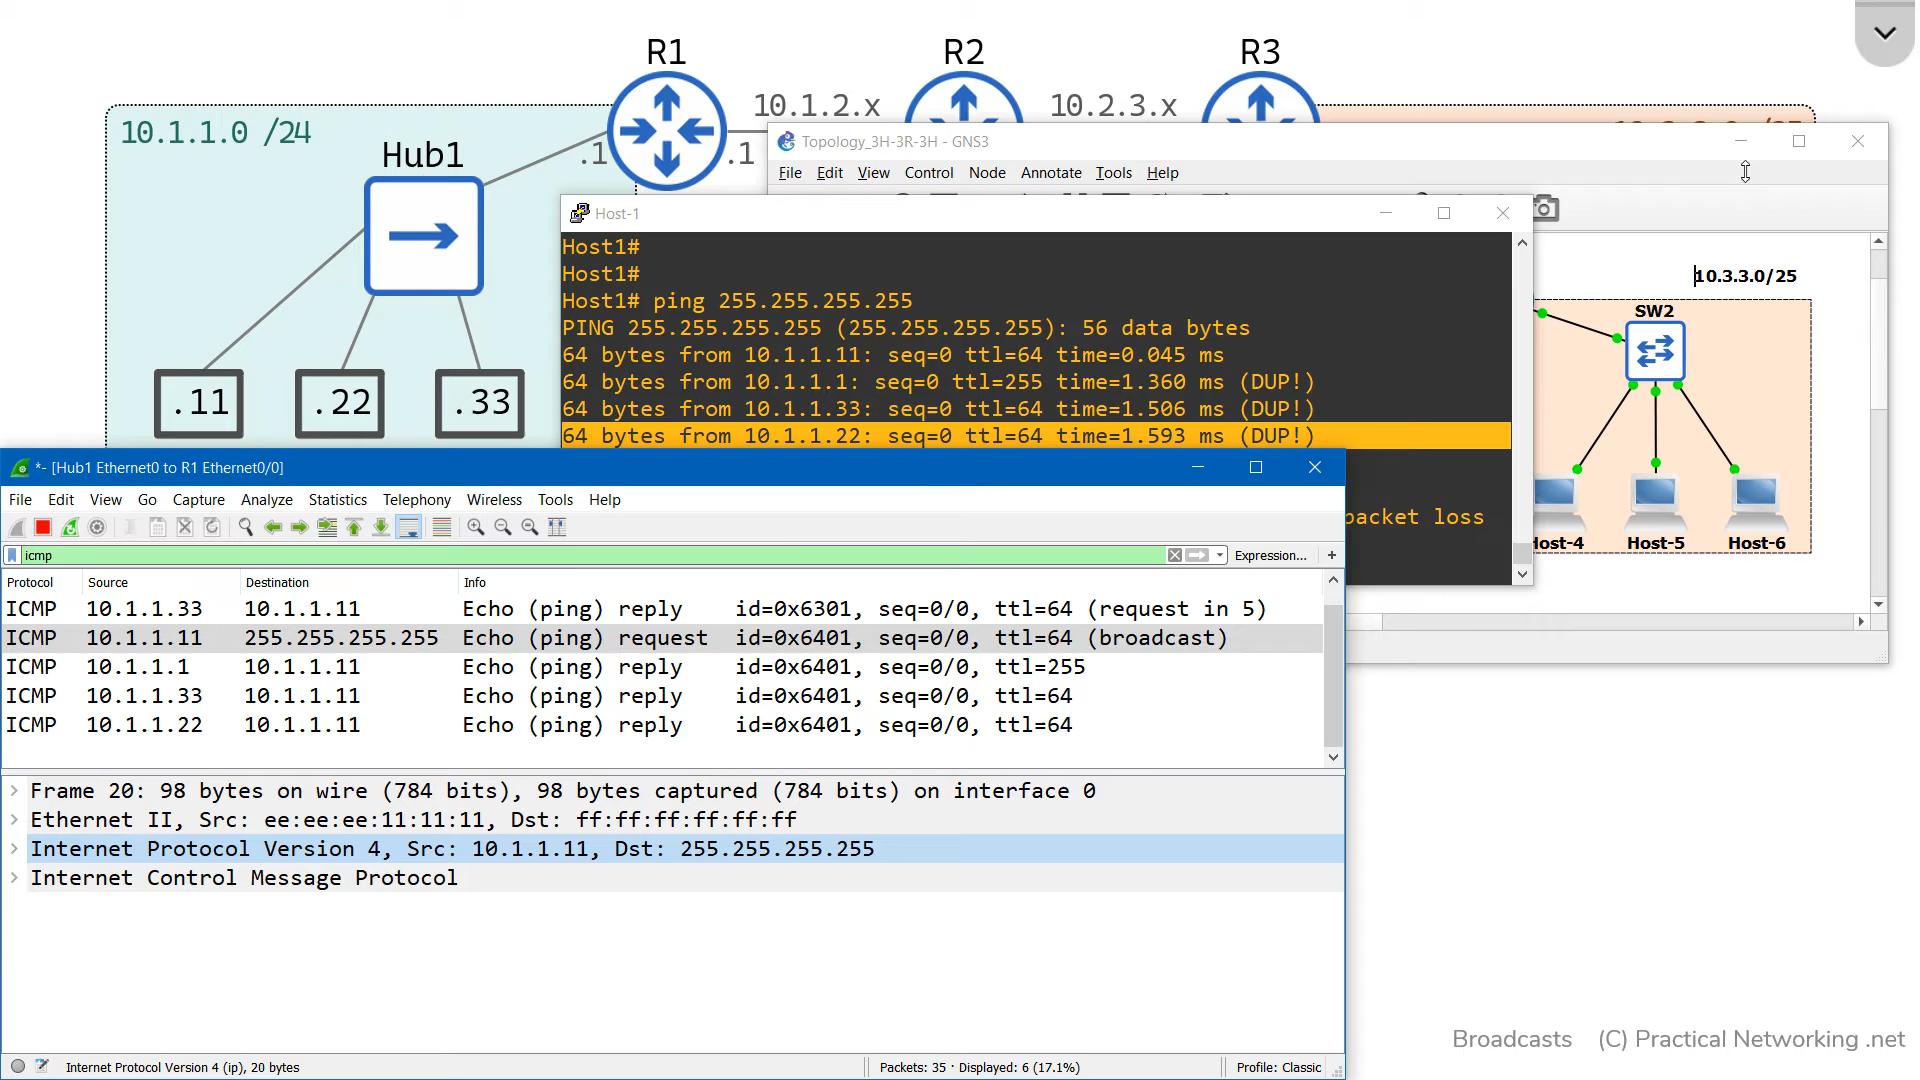 R1
R2
R3
10.1.2.x
10.2.3.x
10.1.1.0 /24
Hub1
.1
.1
.11
.22
.33
Topology_3H-3R-3H - GNS3
File Edit View Control Node Annotate Tools Help
10.3.3.0/25
SW2
Host-4 Host-5 Host-6
Host-1
Host1#
Host1#
Host1# ping 255.255.255.255
PING 255.255.255.255 (255.255.255.255): 56 data bytes
64 bytes from 10.1.1.11: seq=0 ttl=64 time=0.045 ms
64 bytes from 10.1.1.1: seq=0 ttl=255 time=1.360 ms (DUP!)
64 bytes from 10.1.1.33: seq=0 ttl=64 time=1.506 ms (DUP!)
64 bytes from 10.1.1.22: seq=0 ttl=64 time=1.593 ms (DUP!)
packet loss
*- [Hub1 Ethernet0 to R1 Ethernet0/0]
File Edit View Go Capture Analyze Statistics Telephony Wireless Tools Help
icmp
Expression... +
Protocol Source Destination Info
ICMP 10.1.1.33 10.1.1.11 Echo (ping) reply id=0x6301, seq=0/0, ttl=64 (request in 5)
ICMP 10.1.1.11 255.255.255.255 Echo (ping) request id=0x6401, seq=0/0, ttl=64 (broadcast)
ICMP 10.1.1.1 10.1.1.11 Echo (ping) reply id=0x6401, seq=0/0, ttl=255
ICMP 10.1.1.33 10.1.1.11 Echo (ping) reply id=0x6401, seq=0/0, ttl=64
ICMP 10.1.1.22 10.1.1.11 Echo (ping) reply id=0x6401, seq=0/0, ttl=64
Frame 20: 98 bytes on wire (784 bits), 98 bytes captured (784 bits) on interface 0
Ethernet II, Src: ee:ee:ee:11:11:11, Dst: ff:ff:ff:ff:ff:ff
Internet Protocol Version 4, Src: 10.1.1.11, Dst: 255.255.255.255
Internet Control Message Protocol
Internet Protocol Version 4 (ip), 20 bytes
Packets: 35 · Displayed: 6 (17.1%)
Profile: Classic
Broadcasts (C) Practical Networking .net